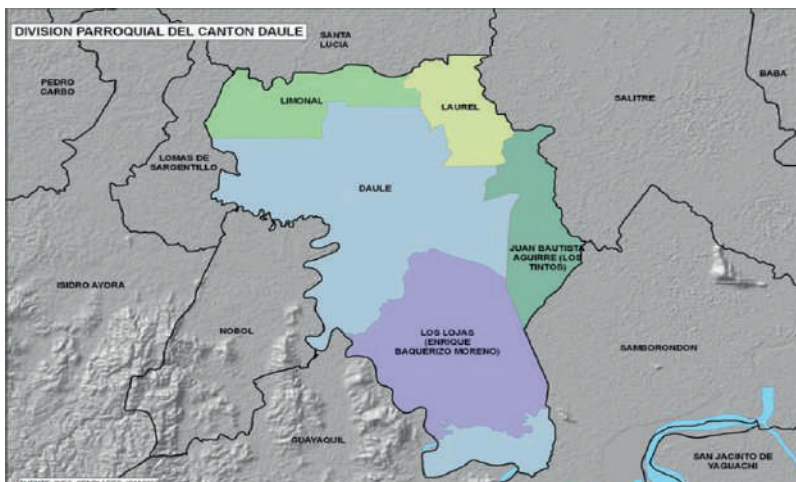 DIVISION PARROQUIAL DEL CANTON DAULE
SANTA
LUCIA
PEDRO
CARBO
BABA
SALITRE
LIMONAL
LAUREL
LOMAS DE
SARGENTILLO
DAULE
JUAN BAUTISTA
AGUIRRE (LOS
TINTOS)
ISIDRO AYORA
NOBOL
LOS LOJAS
(ENRIQUE
BAQUERIZO MORENO)
SAMBORONDON
GUAYAQUIL
SAN JACINTO DE
YAGUACHI